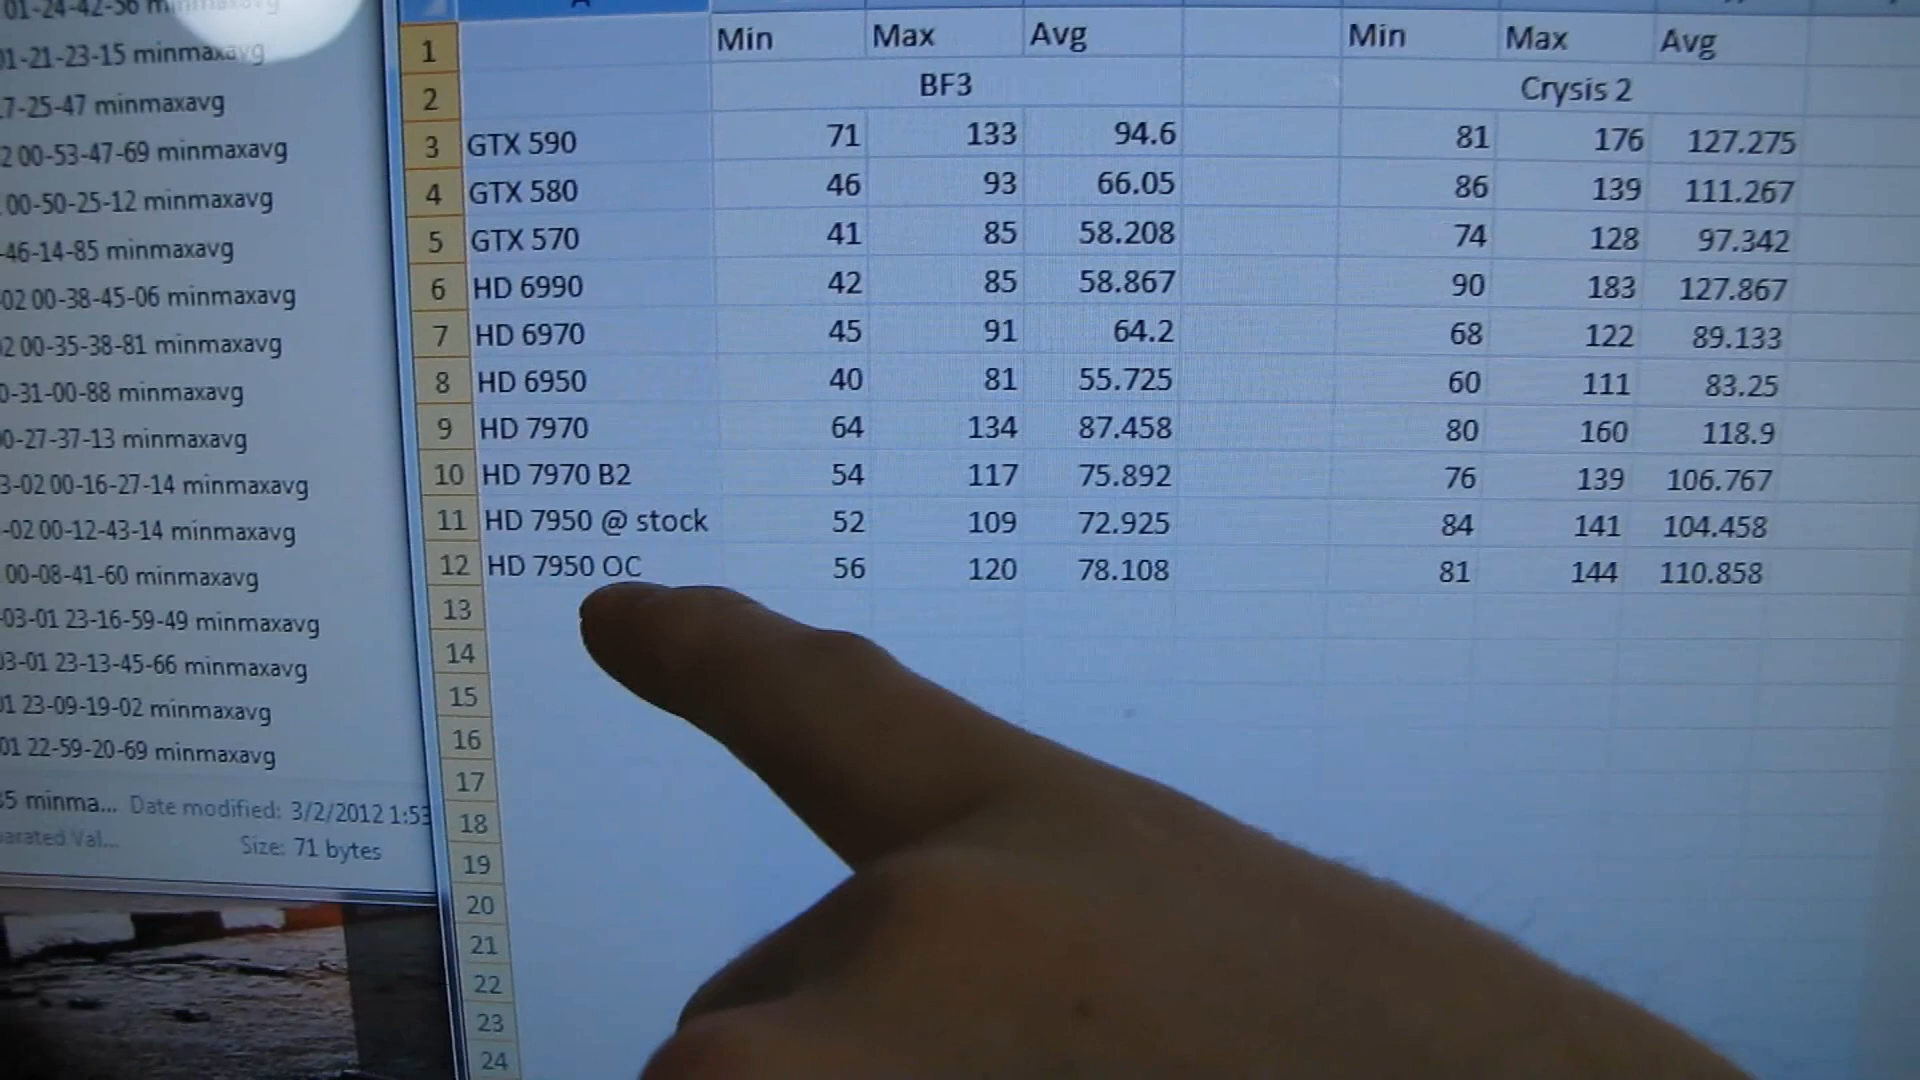 01-24-42-56
01-21-23-15 minmaxavg
7-25-47 minmaxavg
2 00-53-47-69 minmaxavg
00-50-25-12 minmaxavg
-46-14-85 minmaxavg
02 00-38-45-06 minmaxavg
2 00-35-38-81 minmaxavg
0-31-00-88 minmaxavg
0-27-37-13 minmaxavg
3-02 00-16-27-14 minmaxavg
-02 00-12-43-14 minmaxavg
00-08-41-60 minmaxavg
-03-01 23-16-59-49 minmaxavg
03-01 23-13-45-66 minmaxavg
01 23-09-19-02 minmaxavg
01 22-59-20-69 minmaxavg
5 minma... Date modified: 3/2/2012 1:53
arated Val... Size: 71 bytes
A
1 Min Max Avg Min Max Avg
2 BF3 Crysis 2
3 GTX 590 71 133 94.6 81 176 127.275
4 GTX 580 46 93 66.05 86 139 111.267
5 GTX 570 41 85 58.208 74 128 97.342
6 HD 6990 42 85 58.867 90 183 127.867
7 HD 6970 45 91 64.2 68 122 89.133
8 HD 6950 40 81 55.725 60 111 83.25
9 HD 7970 64 134 87.458 80 160 118.9
10 HD 7970 B2 54 117 75.892 76 139 106.767
11 HD 7950 @ stock 52 109 72.925 84 141 104.458
12 HD 7950 OC 56 120 78.108 81 144 110.858
13
14
15
16
17
18
19
20
21
22
23
24